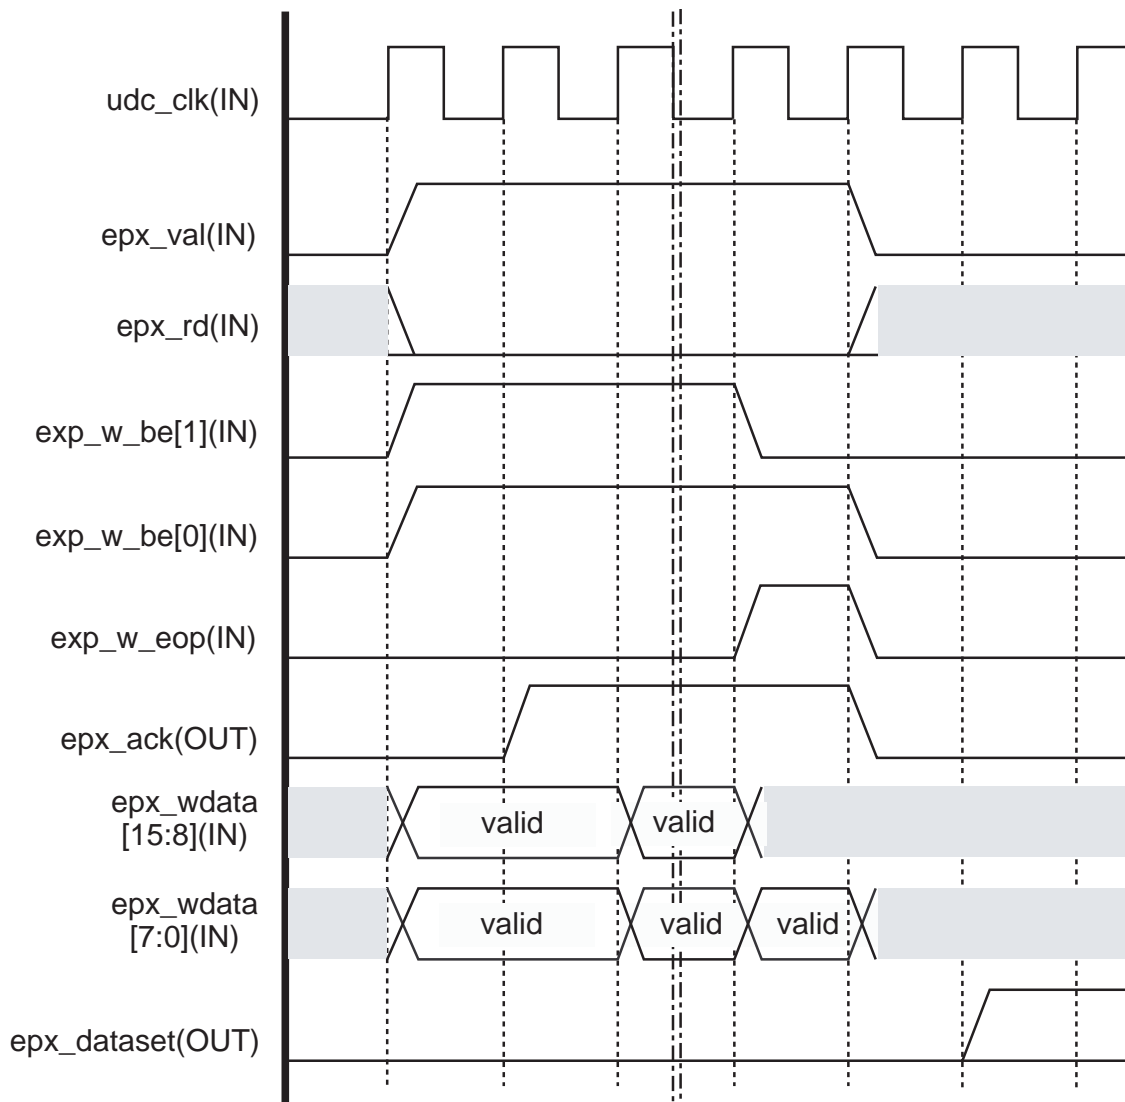 udc_clk(IN)
epx_val(IN)
epx_rd(IN)
exp_w_be[1](IN)
exp_w_be[0](IN)
exp_w_eop(IN)
epx_ack(OUT)
epx_wdata
[15:8](IN)
valid valid
epx_wdata
[7:0](IN)
valid valid valid
epx_dataset(OUT)